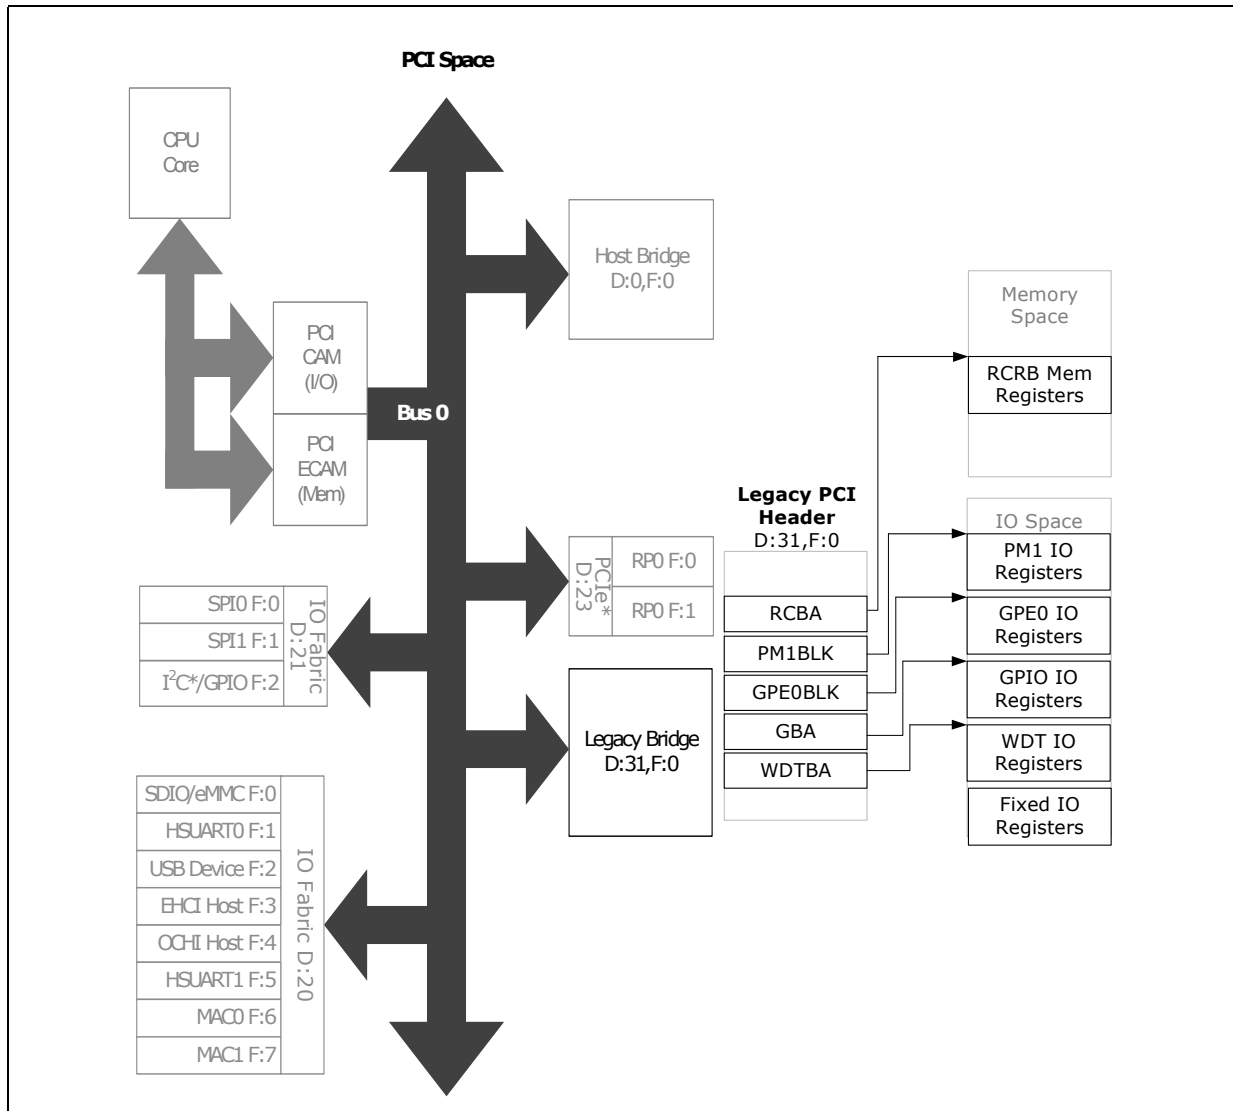 PCI Space
CPU
Core
Host Bridge
D:0,F:0
PCI
CAM
(I/O)
Bus 0
PCI
ECAM
(Mem)
Memory
Space
RCRB Mem
Registers
Legacy PCI
Header
D:31,F:0
RCBA
PM1BLK
GPE0BLK
GBA
WDTBA
IO Space
PM1 IO
Registers
GPE0 IO
Registers
GPIO IO
Registers
WDT IO
Registers
Fixed IO
Registers
PCIe*
D:23
RP0 F:0
RP0 F:1
SPI0 F:0
SPI1 F:1
I²C*/GPIO F:2
IO Fabric
D:21
Legacy Bridge
D:31,F:0
SDIO/eMMC F:0
HSUART0 F:1
USB Device F:2
EHCI Host F:3
OCHI Host F:4
HSUART1 F:5
MAC0 F:6
MAC1 F:7
IO Fabric D:20